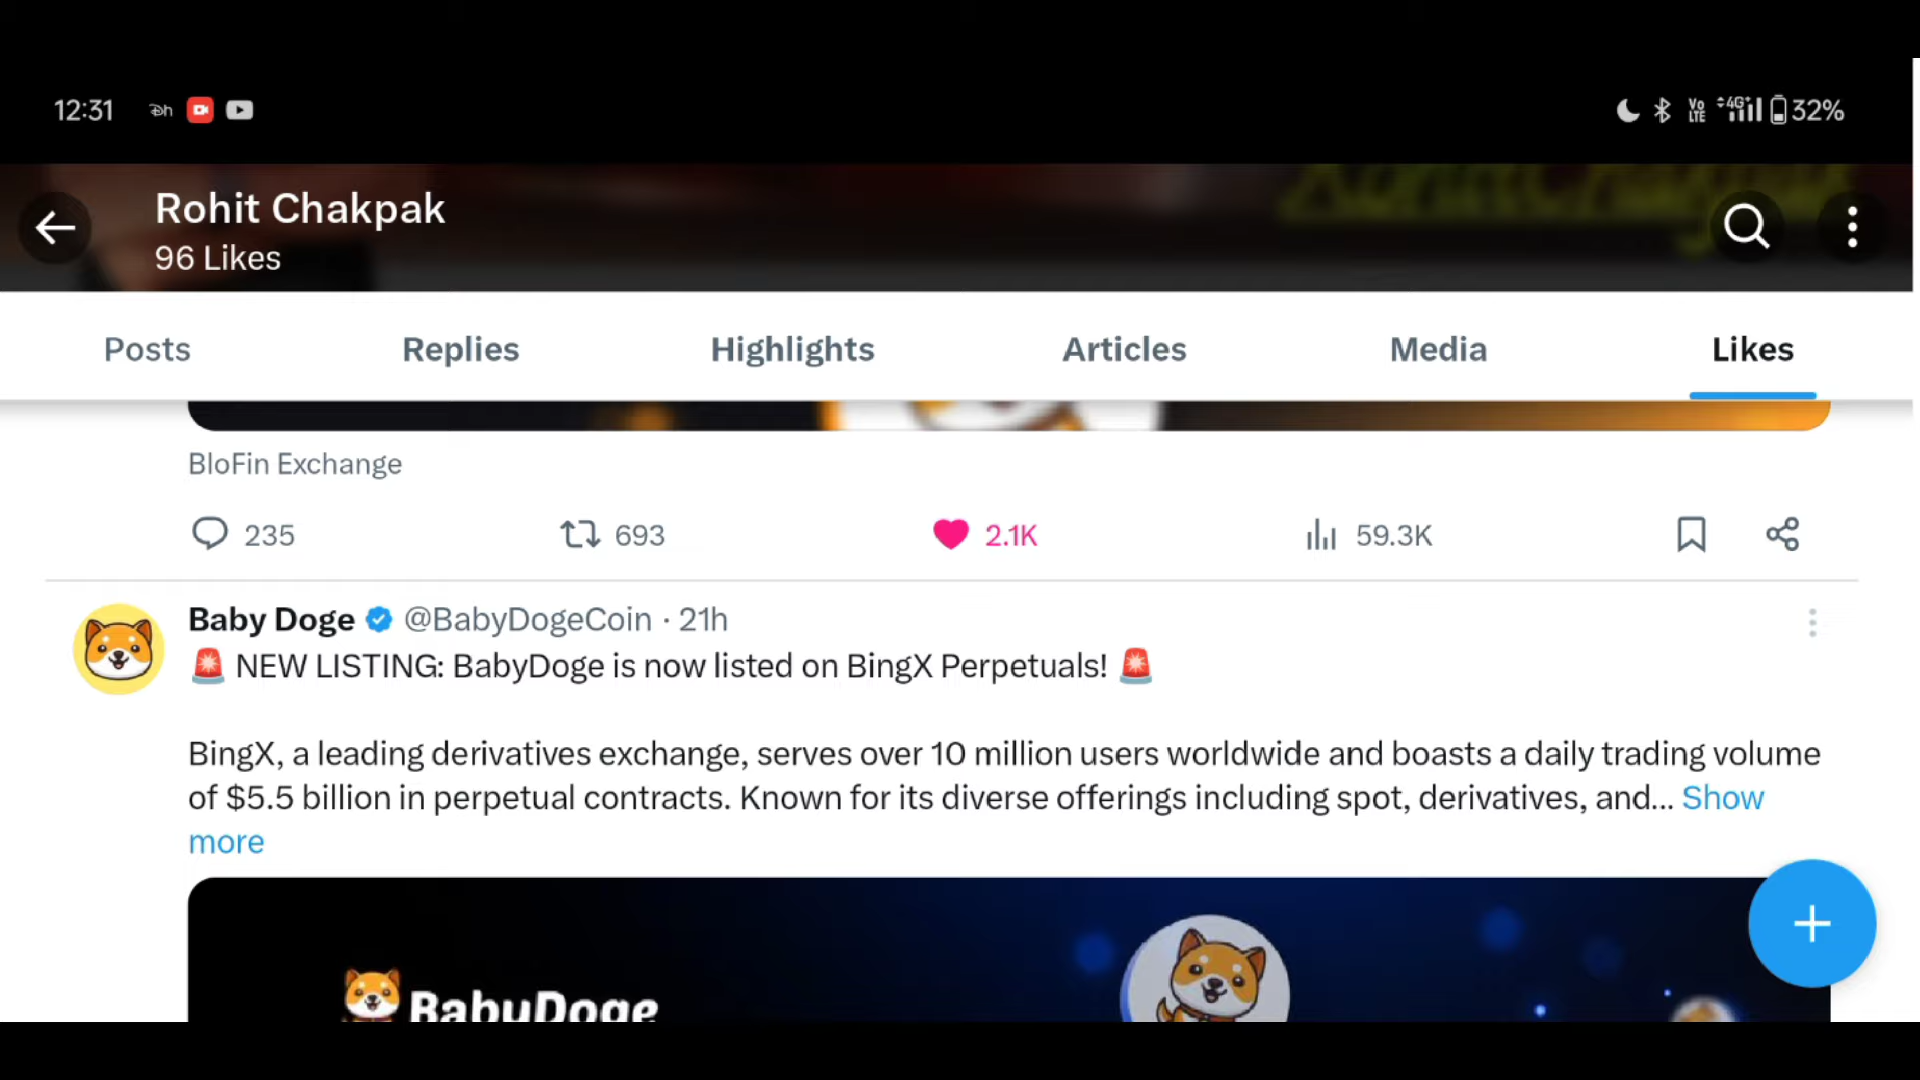 12:31
32%
Rohit Chakpak
96 Likes
Posts Replies Highlights Articles Media Likes
BloFin Exchange
235 693 2.1K 59.3K
Baby Doge @BabyDogeCoin · 21h
🚨 NEW LISTING: BabyDoge is now listed on BingX Perpetuals! 🚨
BingX, a leading derivatives exchange, serves over 10 million users worldwide and boasts a daily trading volume
of $5.5 billion in perpetual contracts. Known for its diverse offerings including spot, derivatives, and... Show
more
BabyDoge